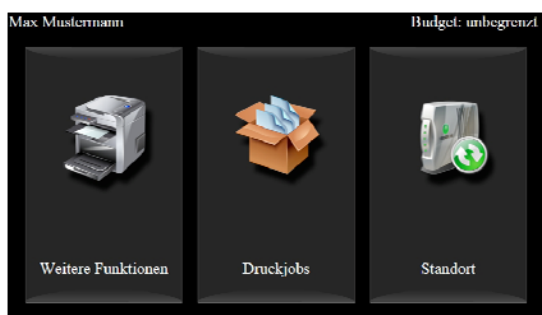 Max Mustermann
Budget: unbegrenzt
Weitere Funktionen
Druckjobs
Standort